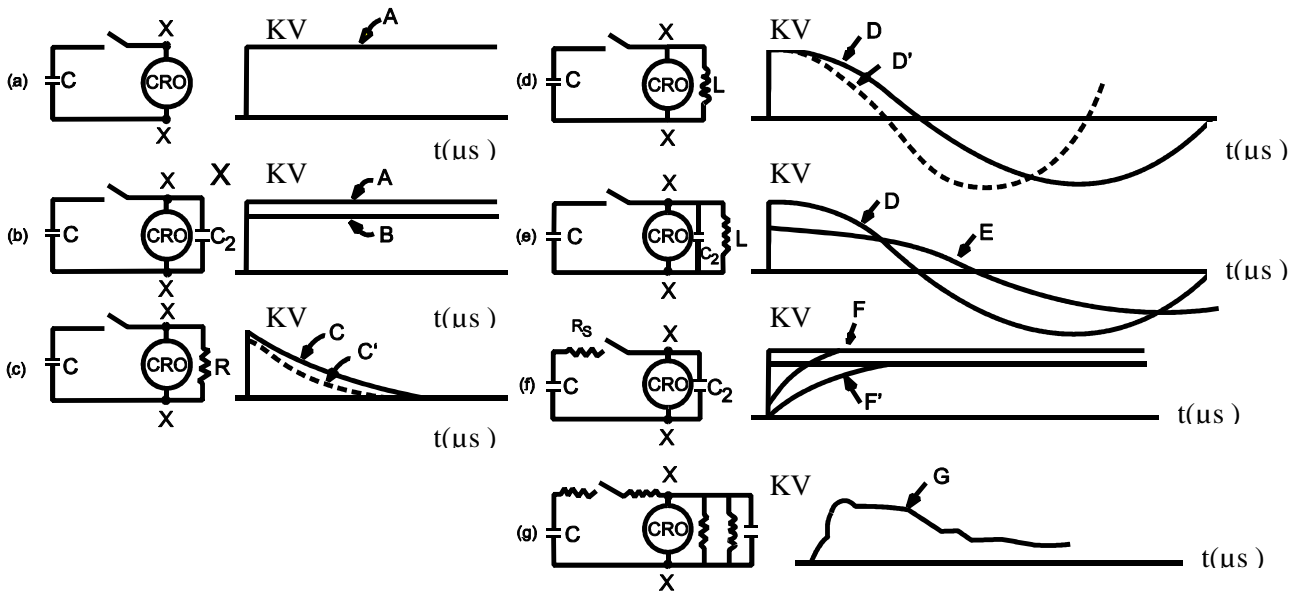 X
KV
A
(a)
C
CRO
X
t(μs )
X
X
KV
A
(b)
C
CRO
C2
B
X
t(μs )
X
KV
C
C'
(c)
C
CRO
R
X
t(μs )
X
KV
D
D'
(d)
C
CRO
L
X
t(μs )
X
KV
D
E
(e)
C
CRO
C2
L
X
t(μs )
RS
X
KV
F
(f)
C
CRO
C2
F'
X
t(μs )
X
KV
G
(g)
C
CRO
X
t(μs )